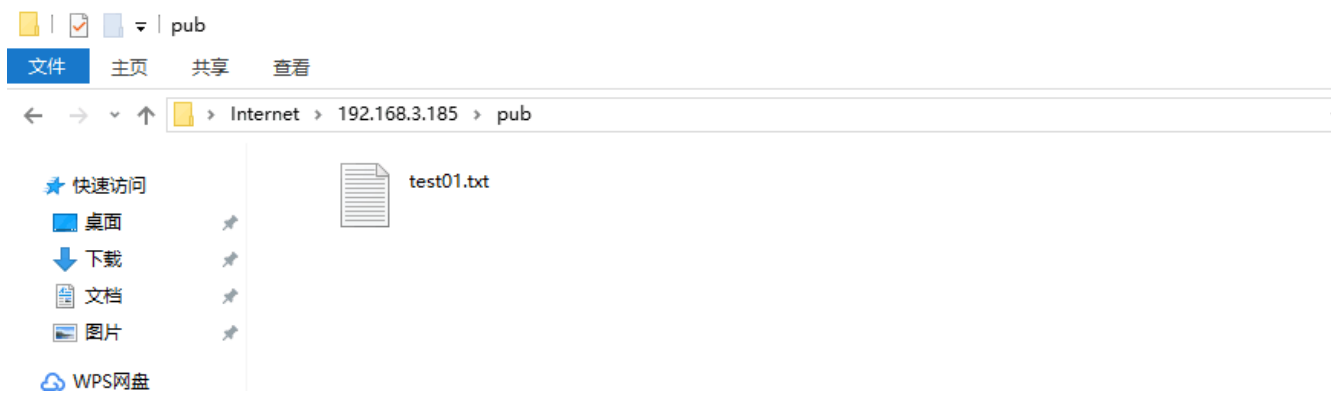 pub
文件 主页 共享 查看
Internet 192.168.3.185 pub
快速访问
test01.txt
桌面
下载
文档
图片
WPS网盘